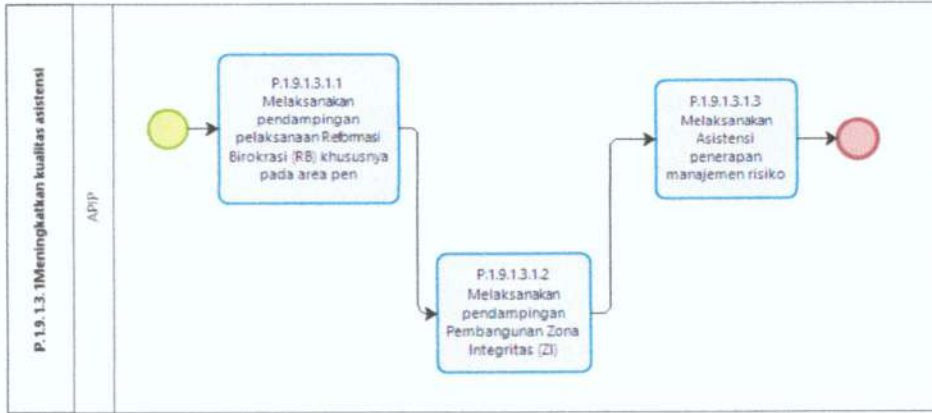 P.1.9.1.3.1Meningkatkan kualitas asistensi
APIP
P.1.9.1.3.1.1
Melaksanakan
pendampingan
pelaksanaan Reformasi
Birokrasi (RB) khususnya
pada area pen
P.1.9.1.3.1.2
Melaksanakan
pendampingan
Pembangunan Zona
Integritas (ZI)
P.1.9.1.3.1.3
Melaksanakan
Asistensi
penerapan
manajemen risiko